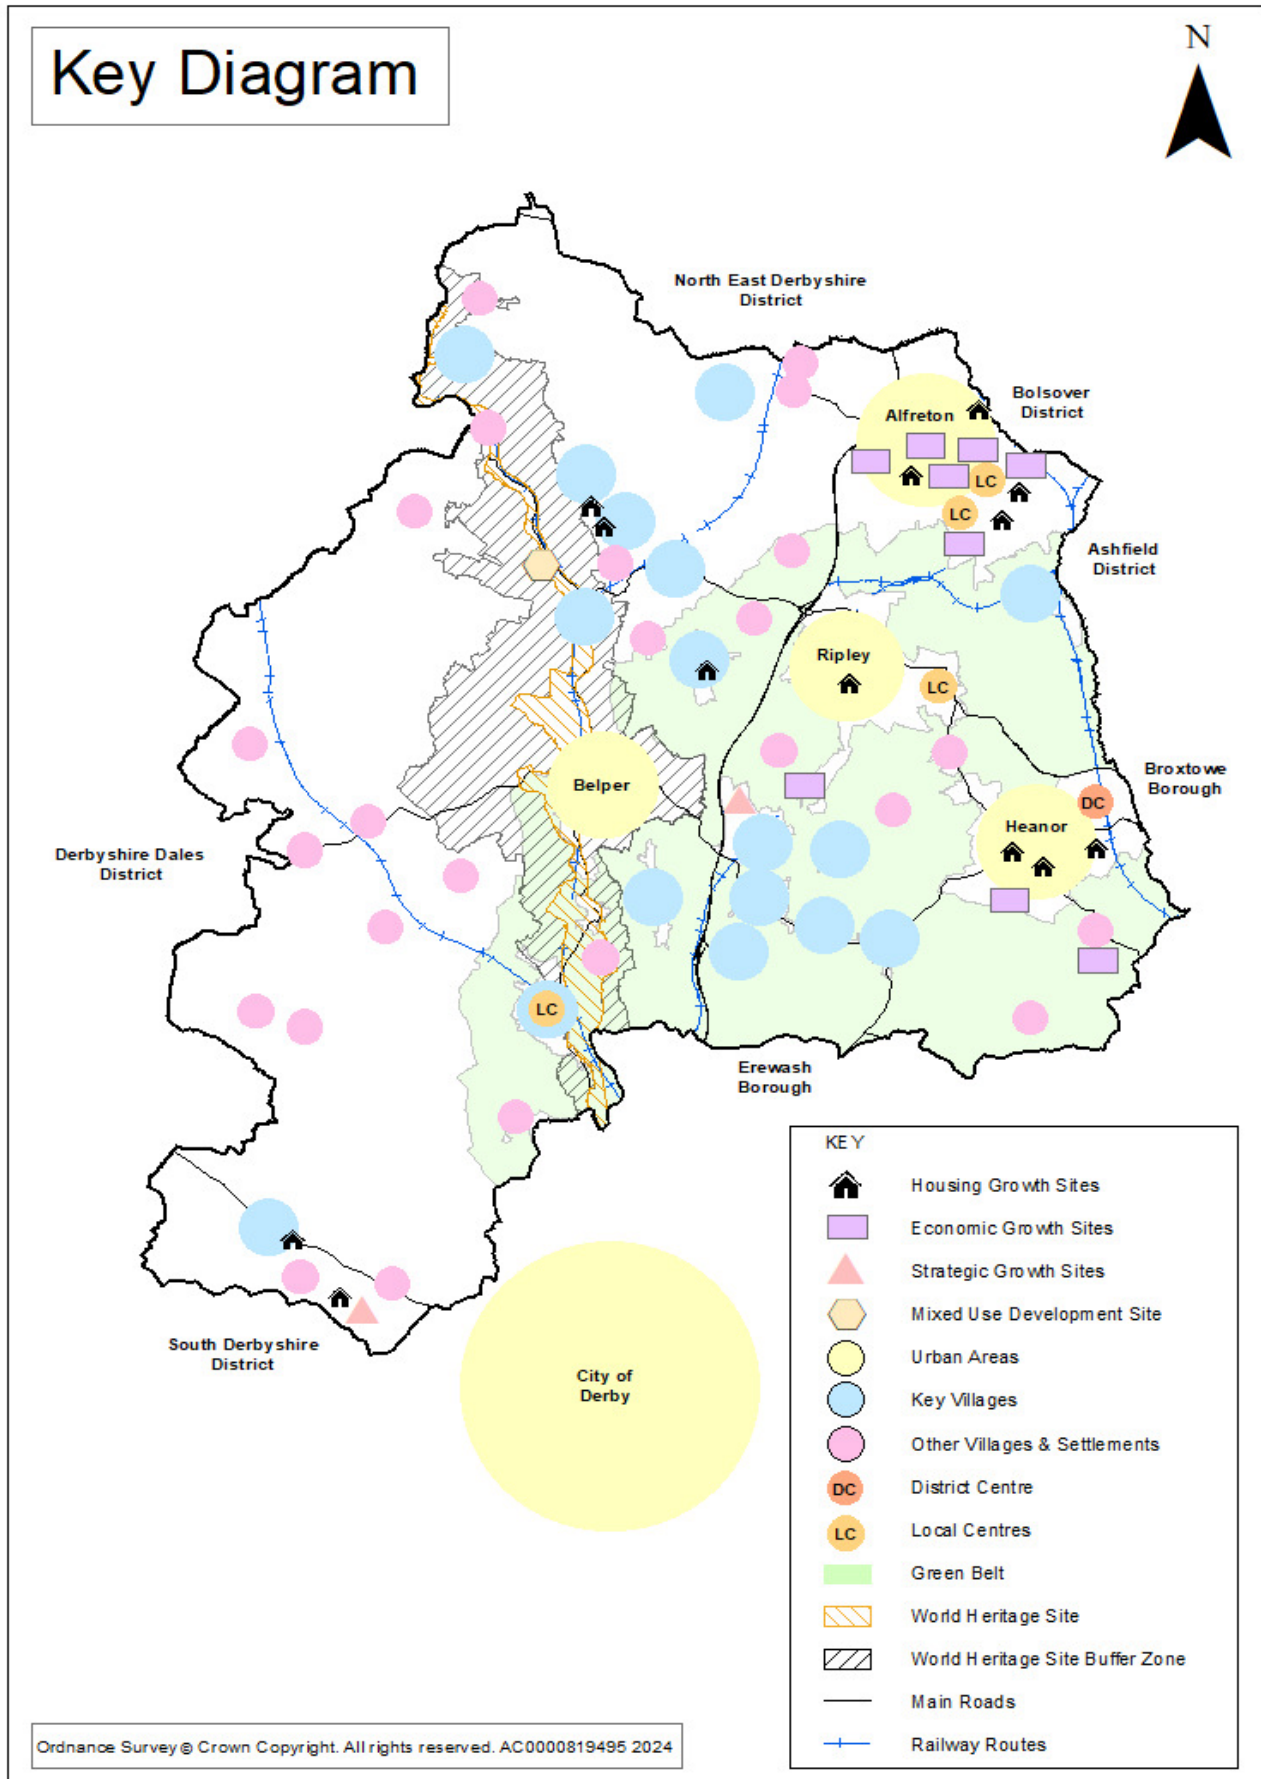 Key Diagram
N
North East Derbyshire
District
Bolsover
District
Alfreton
LC
LC
Ashfield
District
Ripley
LC
Belper
Broxtowe
Borough
DC
Heanor
Derbyshire Dales
District
LC
Erewash
Borough
South Derbyshire
District
City of
Derby
KEY
Housing Growth Sites
Economic Growth Sites
Strategic Growth Sites
Mixed Use Development Site
Urban Areas
Key Villages
Other Villages & Settlements
DC District Centre
LC Local Centres
Green Belt
World Heritage Site
World Heritage Site Buffer Zone
Main Roads
Railway Routes
Ordnance Survey © Crown Copyright. All rights reserved. AC0000819495 2024